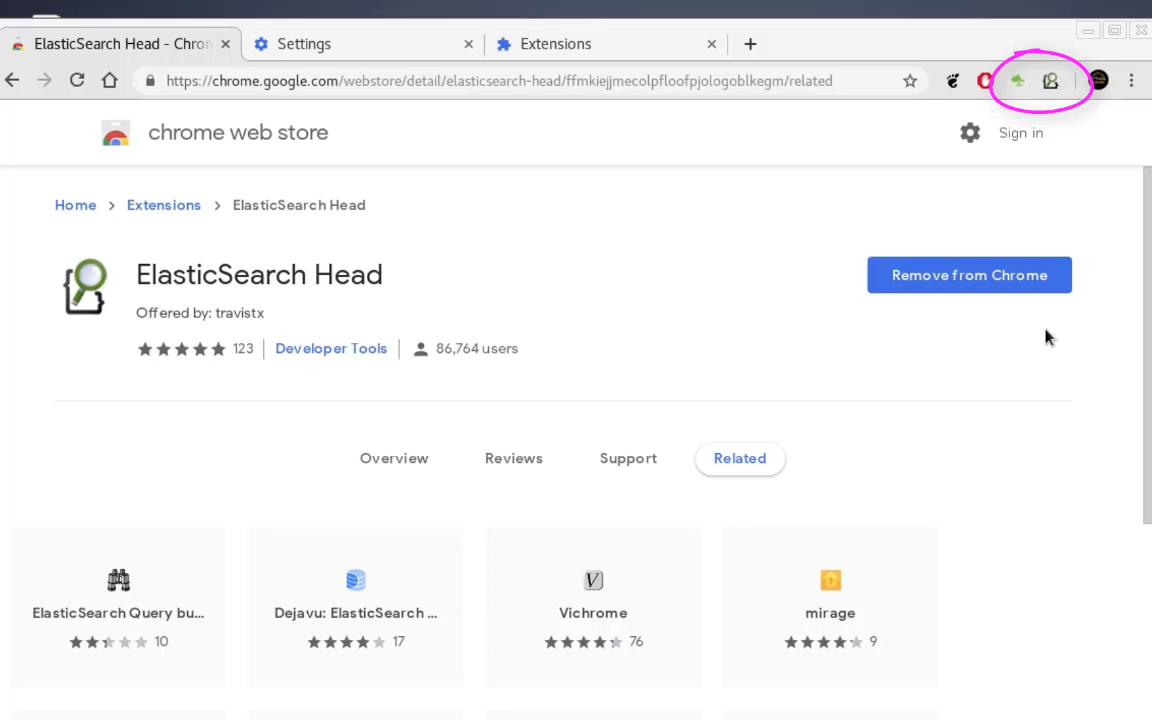 ElasticSearch Head - Chron
Settings
Extensions
https://chrome.google.com/webstore/detail/elasticsearch-head/ffmkiejjmecolpfloofpjologoblkegm/related
chrome web store
Sign in
Home > Extensions > ElasticSearch Head
ElasticSearch Head
Remove from Chrome
Offered by: travistx
123 Developer Tools 86,764 users
Overview Reviews Support Related
ElasticSearch Query bu... Dejavu: ElasticSearch ... Vichrome mirage
10 17 76 9